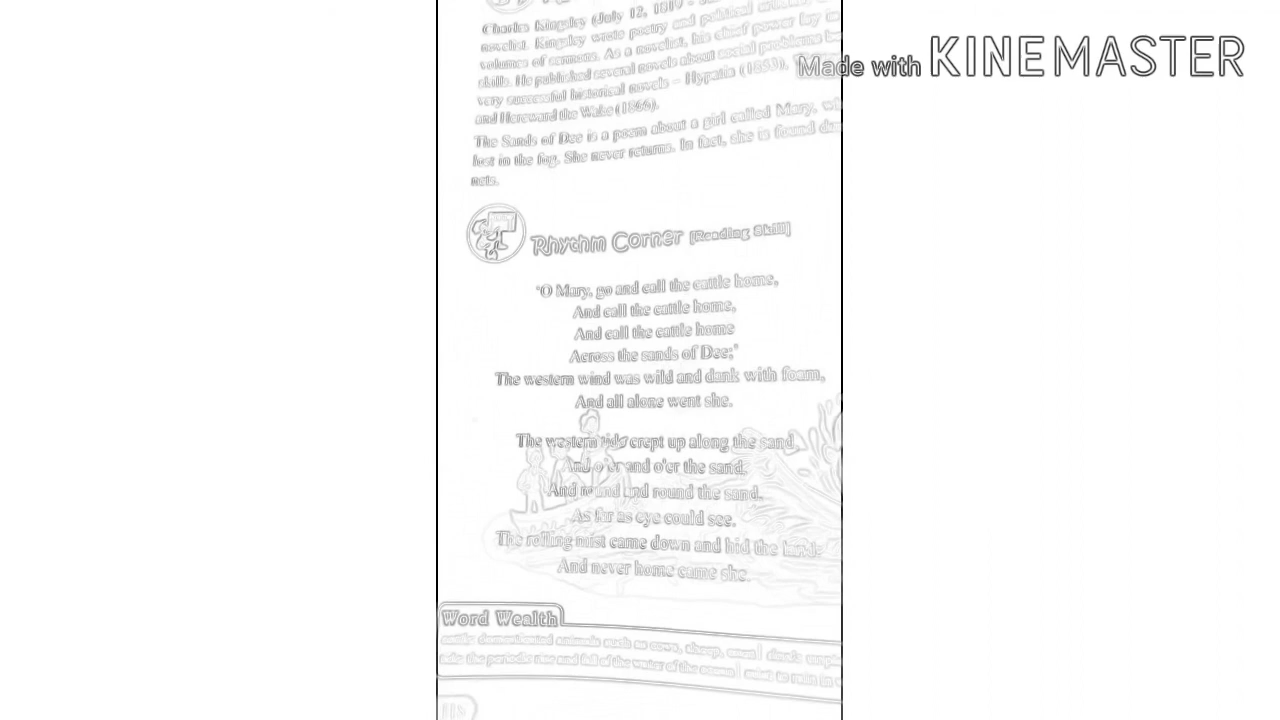 Charles Kingsley (July 12, 1819 -
novelist. Kingsley wrote poetry and political
volumes of sermons. As a novelist, his chief power lay in
skills. He published several novels about social problems
very successful historical novels – Hypatia (1853),
and Hereward the Wake (1866).
The Sands of Dee is a poem about a girl called Mary,
lost in the fog. She never returns. In fact, she is found
nets.
Made with KINEMASTER
Rhythm Corner [Reading Skill]
'O Mary, go and call the cattle home,
And call the cattle home,
And call the cattle home
Across the sands of Dee;'
The western wind was wild and dank with foam,
And all alone went she.
The western tide crept up along the sand,
And o'er and o'er the sand,
And round and round the sand,
As far as eye could see.
The rolling mist came down and hid the land:
And never home came she.
Word Wealth
cattle domesticated animals such as cows, sheep, oxen|
tide the periodic rise and fall of the water of the ocean| mist